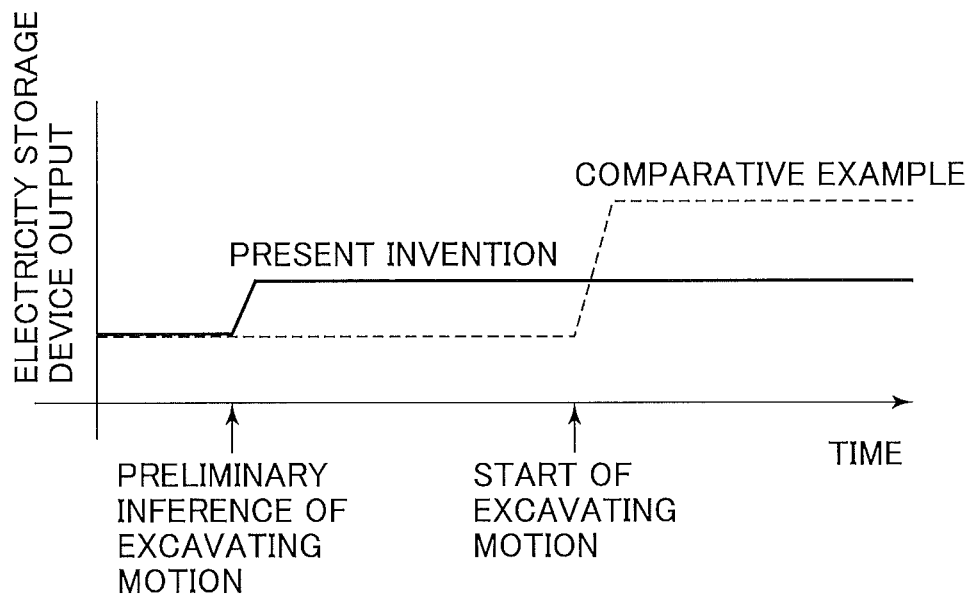 ELECTRICITY STORAGE
DEVICE OUTPUT
COMPARATIVE EXAMPLE
PRESENT INVENTION
TIME
PRELIMINARY
INFERENCE OF
EXCAVATING
MOTION
START OF
EXCAVATING
MOTION